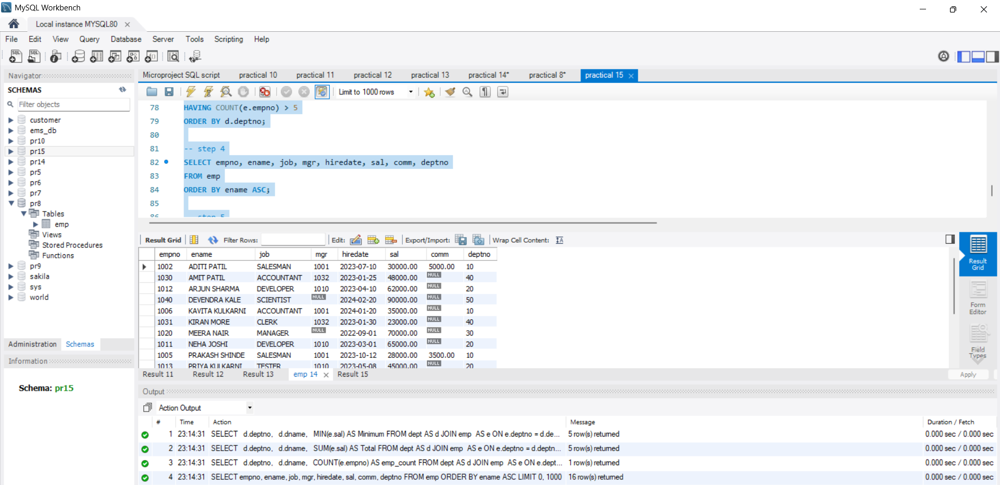 MySQL Workbench
Local instance MYSQL80
File Edit View Query Database Server Tools Scripting Help
Navigator
SCHEMAS
Filter objects
customer
ems_db
pr10
pr15
pr14
pr5
pr6
pr7
pr8
Tables
emp
Views
Stored Procedures
Functions
pr9
sakila
sys
world
Administration Schemas
Information
Schema: pr15
Microproject SQL script practical 10 practical 11 practical 12 practical 13 practical 14* practical 8* practical 15
Limit to 1000 rows
78 HAVING COUNT(e.empno) > 5
79 ORDER BY d.deptno;
80
81 -- step 4
82 SELECT empno, ename, job, mgr, hiredate, sal, comm, deptno
83 FROM emp
84 ORDER BY ename ASC;
85
86 -- step 5
Result Grid Filter Rows: Edit: Export/Import: Wrap Cell Content:
empno ename job mgr hiredate sal comm deptno
1002 ADITI PATIL SALESMAN 1001 2023-07-10 30000.00 5000.00 10
1030 AMIT PATIL ACCOUNTANT 1032 2023-01-25 48000.00 NULL 40
1012 ARJUN SHARMA DEVELOPER 1010 2023-04-10 62000.00 NULL 20
1040 DEVENDRA KALE SCIENTIST NULL 2024-02-20 90000.00 NULL 50
1006 KAVITA KULKARNI ACCOUNTANT 1001 2024-01-20 35000.00 NULL 10
1031 KIRAN MORE CLERK 1032 2023-01-30 23000.00 NULL 40
1020 MEERA NAIR MANAGER NULL 2022-09-01 70000.00 NULL 30
1011 NEHA JOSHI DEVELOPER 1010 2023-03-01 65000.00 NULL 20
1005 PRAKASH SHINDE SALESMAN 1001 2023-10-12 28000.00 3500.00 10
1013 PRIYA KULKARNI TESTER 1010 2023-05-08 45000.00 NULL 20
Result Grid
Form Editor
Field Types
Result 11 Result 12 Result 13 emp 14 Result 15
Apply
Output
Action Output
# Time Action Message Duration / Fetch
1 23:14:31 SELECT d.deptno, d.dname, MIN(e.sal) AS Minimum FROM dept AS d JOIN emp AS e ON e.deptno = d.de... 5 row(s) returned 0.000 sec / 0.000 sec
2 23:14:31 SELECT d.deptno, d.dname, SUM(e.sal) AS Total FROM dept AS d JOIN emp AS e ON e.deptno = d.deptn... 5 row(s) returned 0.000 sec / 0.000 sec
3 23:14:31 SELECT d.deptno, d.dname, COUNT(e.empno) AS emp_count FROM dept AS d JOIN emp AS e ON e.dept... 1 row(s) returned 0.000 sec / 0.000 sec
4 23:14:31 SELECT empno, ename, job, mgr, hiredate, sal, comm, deptno FROM emp ORDER BY ename ASC LIMIT 0, 1000 16 row(s) returned 0.000 sec / 0.000 sec